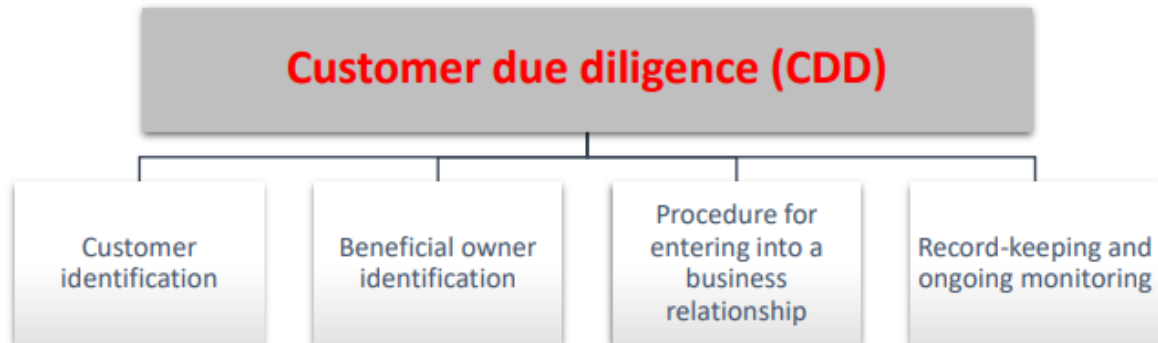 Customer due diligence (CDD)
Customer
identification
Beneficial owner
identification
Procedure for
entering into a
business
relationship
Record-keeping and
ongoing monitoring